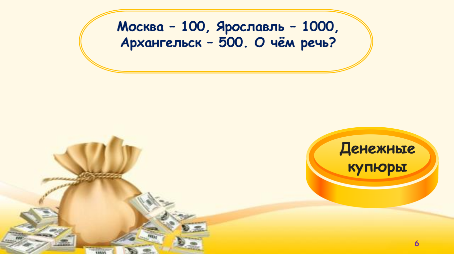 Москва – 100, Ярославль – 1000,
Архангельск – 500. О чём речь?
Денежные
купюры
6